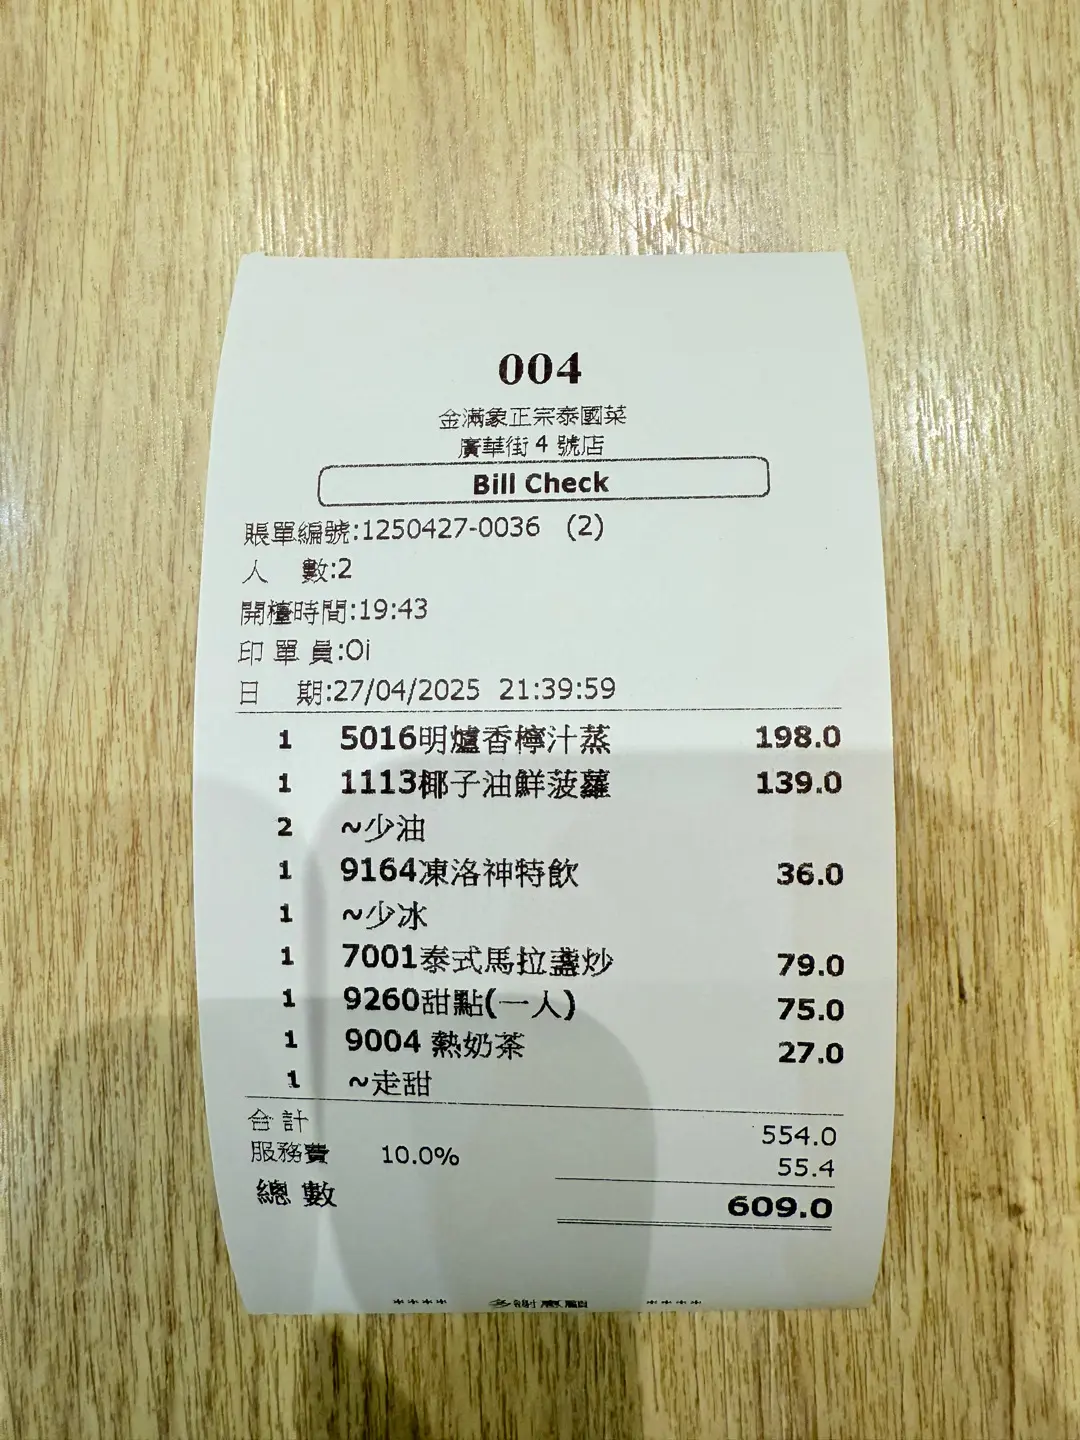 004
金滿象正宗泰國菜
廣華街 4 號店
Bill Check
賬單編號:1250427-0036 (2)
人 數:2
開檯時間:19:43
印 單 員:Oi
日 期:27/04/2025 21:39:59
1 5016明爐香檸汁蒸 198.0
1 1113椰子油鮮菠蘿 139.0
2 ~少油
1 9164凍洛神特飲 36.0
1 ~少冰
1 7001泰式馬拉盞炒 79.0
1 9260甜點(一人) 75.0
1 9004 熱奶茶 27.0
1 ~走甜
合 計 554.0
服務費 10.0% 55.4
總 數 609.0
**** 多謝惠顧 ****